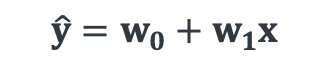 ŷ = w₀ + w₁x